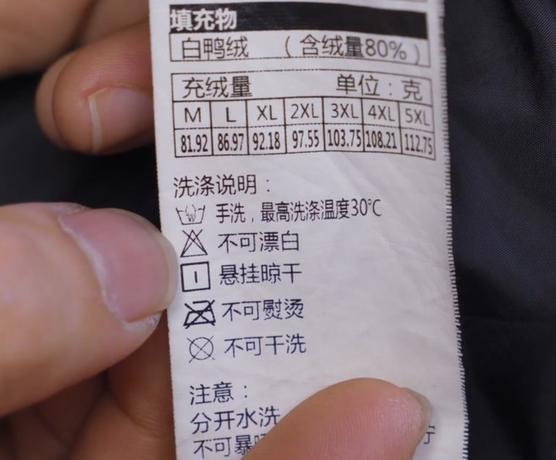 填充物
白鸭绒 （含绒量80%）
充绒量 单位：克
M L XL 2XL 3XL 4XL 5XL
81.92 86.97 92.18 97.55 103.75 108.21 112.75
洗涤说明：
手洗，最高洗涤温度30℃
不可漂白
悬挂晾干
不可熨烫
不可干洗
注意：
分开水洗
不可暴